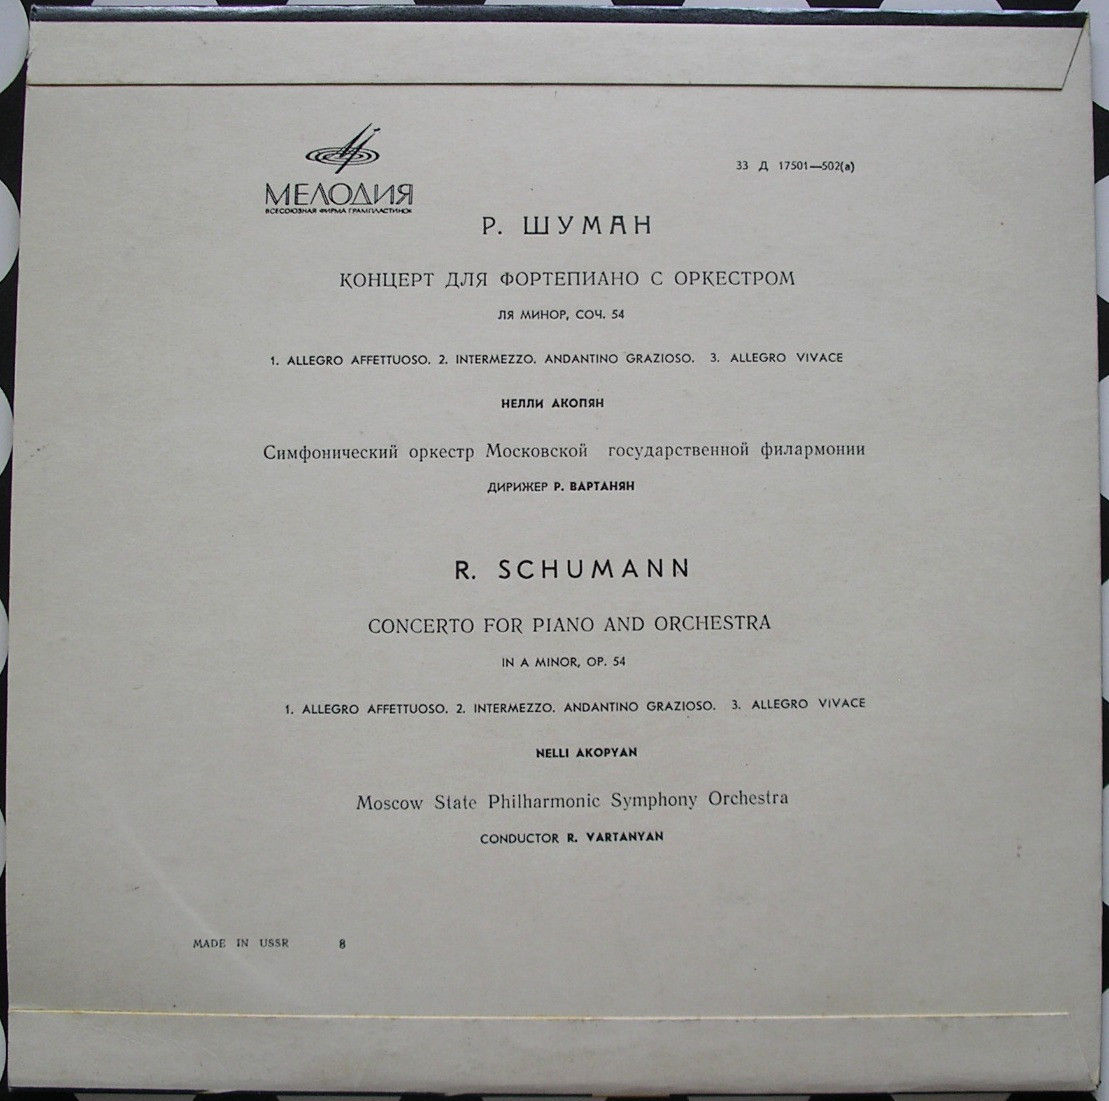 МЕЛОДИЯ
ВСЕСОЮЗНАЯ ФИРМА ГРАМПЛАСТИНОК
33 Д 17501—502(а)
Р. ШУМАН
КОНЦЕРТ ДЛЯ ФОРТЕПИАНО С ОРКЕСТРОМ
ЛЯ МИНОР, СОЧ. 54
1. ALLEGRO AFFETTUOSO. 2. INTERMEZZO. ANDANTINO GRAZIOSO. 3. ALLEGRO VIVACE
НЕЛЛИ АКОПЯН
Симфонический оркестр Московской государственной филармонии
ДИРИЖЕР Р. ВАРТАНЯН
R. SCHUMANN
CONCERTO FOR PIANO AND ORCHESTRA
IN A MINOR, OP. 54
1. ALLEGRO AFFETTUOSO. 2. INTERMEZZO. ANDANTINO GRAZIOSO. 3. ALLEGRO VIVACE
NELLI AKOPYAN
Moscow State Philharmonic Symphony Orchestra
CONDUCTOR R. VARTANYAN
MADE IN USSR 8